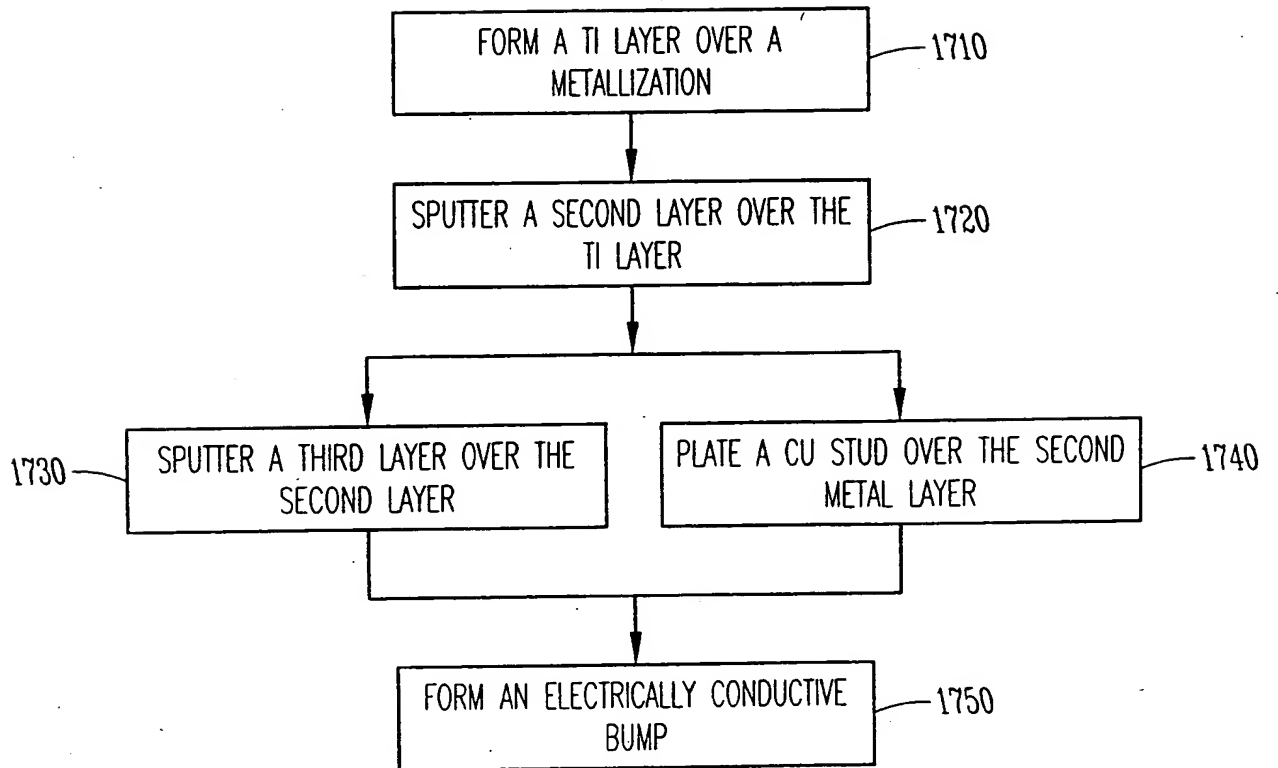 FORM A TI LAYER OVER A
METALLIZATION
1710
SPUTTER A SECOND LAYER OVER THE
TI LAYER
1720
1730
SPUTTER A THIRD LAYER OVER THE
SECOND LAYER
PLATE A CU STUD OVER THE SECOND
METAL LAYER
1740
FORM AN ELECTRICALLY CONDUCTIVE
BUMP
1750